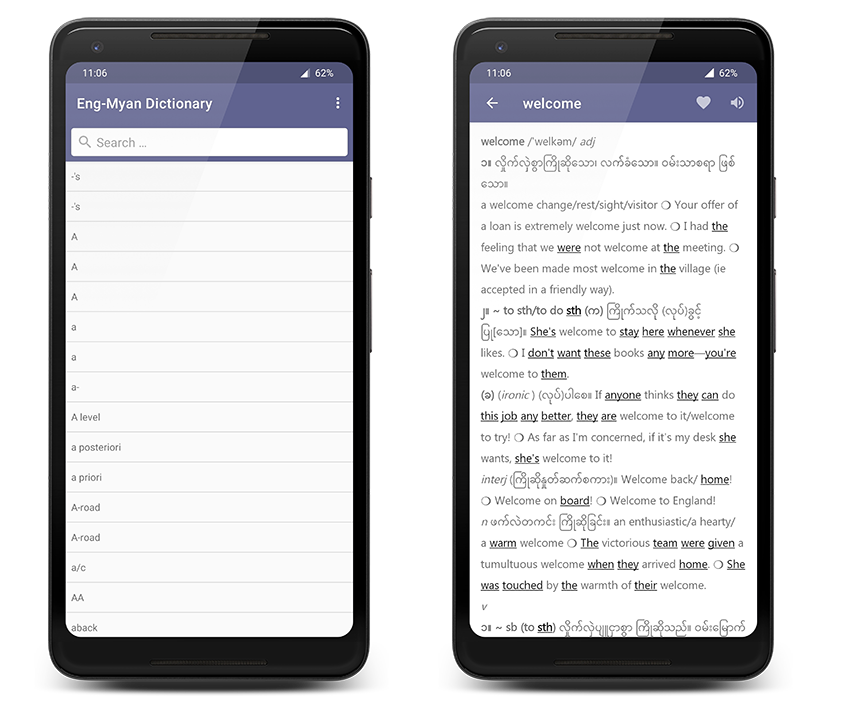 11:06
62%
Eng-Myan Dictionary
Search ...
-'s
-'s
A
A
A
a
a
a-
A level
a posteriori
a priori
A-road
A-road
a/c
AA
aback
11:06
62%
welcome
welcome /'welkəm/ adj
၁။ လှိုက်လှဲစွာကြိုဆိုသော၊ လက်ခံသော။ ဝမ်းသာစရာ ဖြစ်
သော။
a welcome change/rest/sight/visitor ❍ Your offer of
a loan is extremely welcome just now. ❍ I had the
feeling that we were not welcome at the meeting. ❍
We've been made most welcome in the village (ie
accepted in a friendly way).
၂။ ~ to sth/to do sth (က) ကြိုက်သလို (လုပ်)ခွင့်
ပြု[သော]။ She's welcome to stay here whenever she
likes. ❍ I don't want these books any more—you're
welcome to them.
(ခ) (ironic ) (လုပ်)ပါစေ။ If anyone thinks they can do
this job any better, they are welcome to it/welcome
to try! ❍ As far as I'm concerned, if it's my desk she
wants, she's welcome to it!
interj (ကြိုဆိုနှုတ်ဆက်စကား)။ Welcome back/ home!
❍ Welcome on board! ❍ Welcome to England!
n ဖက်လဲတကင်း ကြိုဆိုခြင်း။ an enthusiastic/a hearty/
a warm welcome ❍ The victorious team were given a
tumultuous welcome when they arrived home. ❍ She
was touched by the warmth of their welcome.
v
၁။ ~ sb (to sth) လှိုက်လှဲပျူငှာစွာ ကြိုဆိုသည်။ ဝမ်းမြောက်